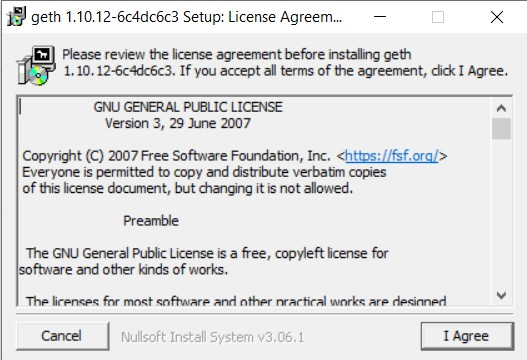 geth 1.10.12-6c4dc6c3 Setup: License Agreem...
Please review the license agreement before installing geth
1.10.12-6c4dc6c3. If you accept all terms of the agreement, click I Agree.
GNU GENERAL PUBLIC LICENSE
Version 3, 29 June 2007
Copyright (C) 2007 Free Software Foundation, Inc. <https://fsf.org/>
Everyone is permitted to copy and distribute verbatim copies
of this license document, but changing it is not allowed.
Preamble
The GNU General Public License is a free, copyleft license for
software and other kinds of works.
The licenses for most software and other practical works are designed
Cancel
Nullsoft Install System v3.06.1
I Agree